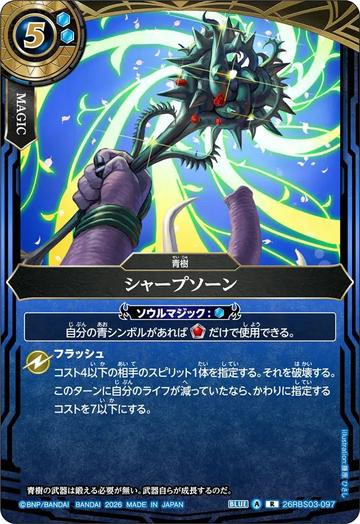 5
MAGIC
青樹
シャープソーン
ソウルマジック:
自分の青シンボルがあれば だけで使用できる。
フラッシュ
コスト4以下の相手のスピリット1体を指定する。それを破壊する。
このターンに自分のライフが減っていたなら、かわりに指定する
コストを7以下にする。
青樹の武器は鍛える必要が無い。武器自らが成長するのだ。
©BNP/BANDAI BANDAI 2026 MADE IN JAPAN
BLUE A R 26RBS03-097